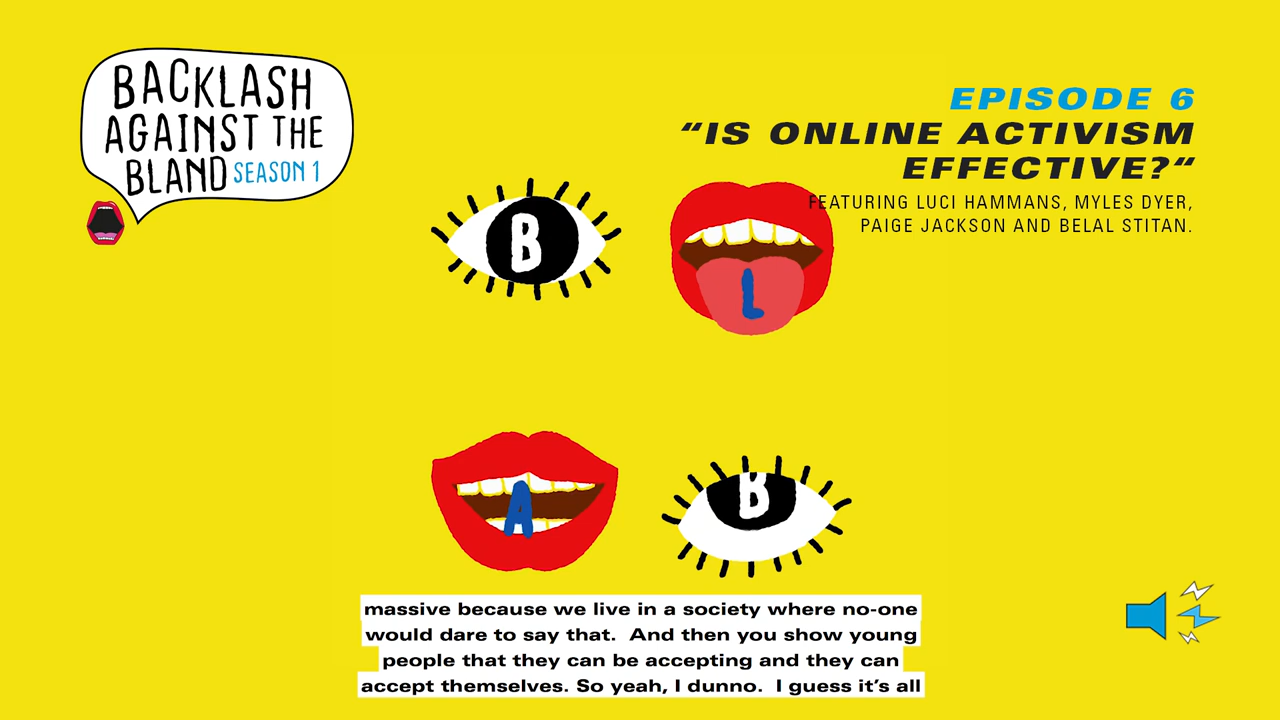 BACKLASH
AGAINST THE
BLAND SEASON 1
EPISODE 6
“IS ONLINE ACTIVISM
EFFECTIVE?“
FEATURING LUCI HAMMANS, MYLES DYER,
PAIGE JACKSON AND BELAL STITAN.
B
L
A
B
massive because we live in a society where no-one
would dare to say that.  And then you show young
people that they can be accepting and they can
accept themselves. So yeah, I dunno.  I guess it’s all